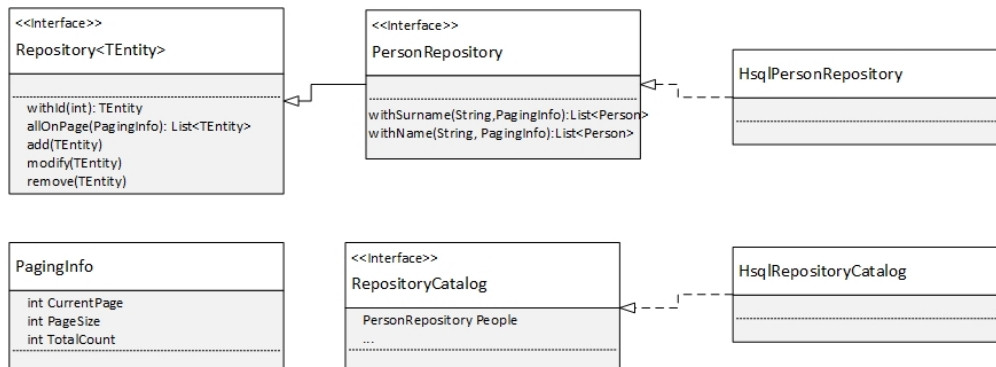 <<Interface>>
Repository<TEntity>
withId(int): TEntity
allOnPage(PagingInfo): List<TEntity>
add(TEntity)
modify(TEntity)
remove(TEntity)
<<Interface>>
PersonRepository
withSurname(String,PagingInfo):List<Person>
withName(String, PagingInfo):List<Person>
HsqlPersonRepository
PagingInfo
int CurrentPage
int PageSize
int TotalCount
<<Interface>>
RepositoryCatalog
PersonRepository People
...
HsqlRepositoryCatalog